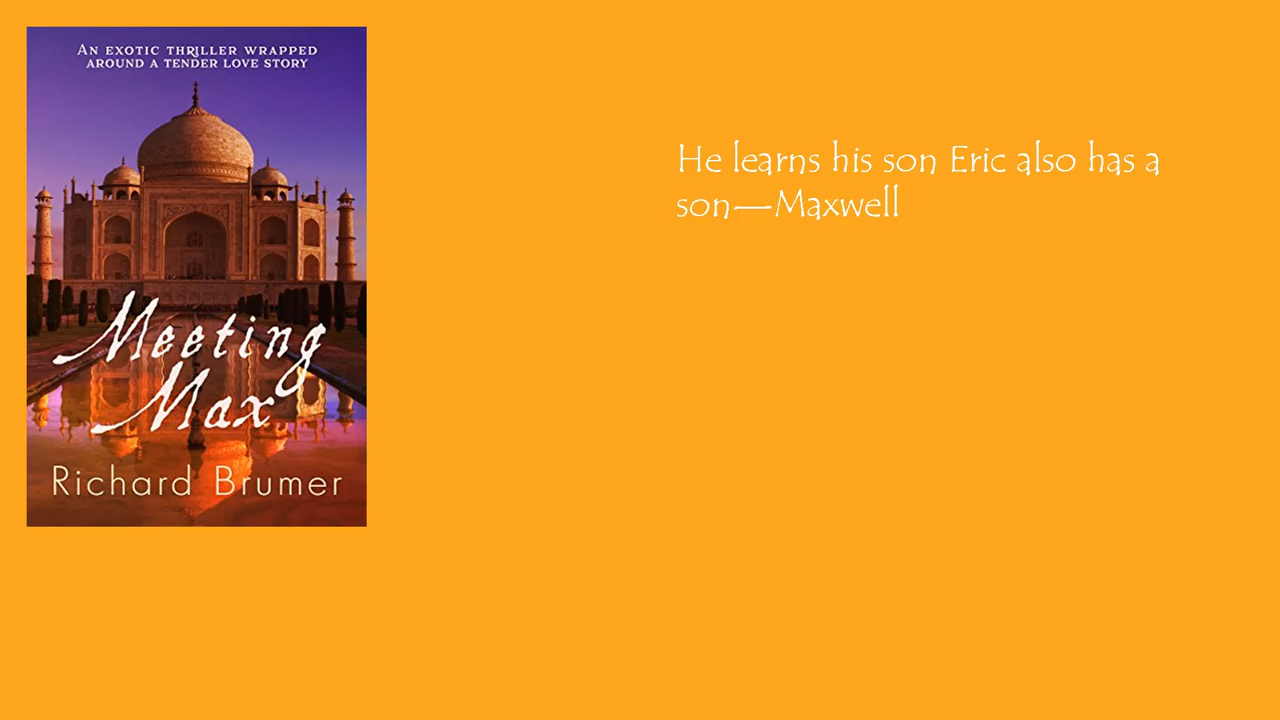 AN EXOTIC THRILLER WRAPPED
AROUND A TENDER LOVE STORY
Meeting
Max
Richard Brumer
He learns his son Eric also has a
son—Maxwell